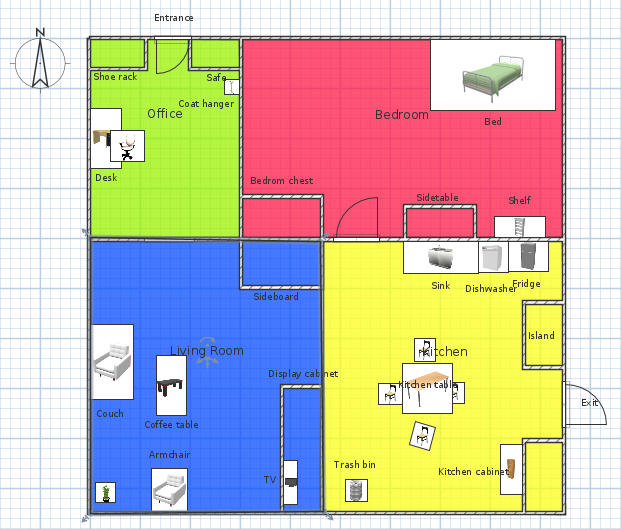 Entrance
N
Shoe rack
Safe
Coat hanger
Office
Bedroom
Bed
Desk
Bedrom chest
Sidetable
Shelf
Sink
Dishwasher
Fridge
Sideboard
Island
Living Room
Kitchen
Display cabinet
Kitchen table
Exit
Couch
Coffee table
Armchair
Trash bin
Kitchen cabinet
TV